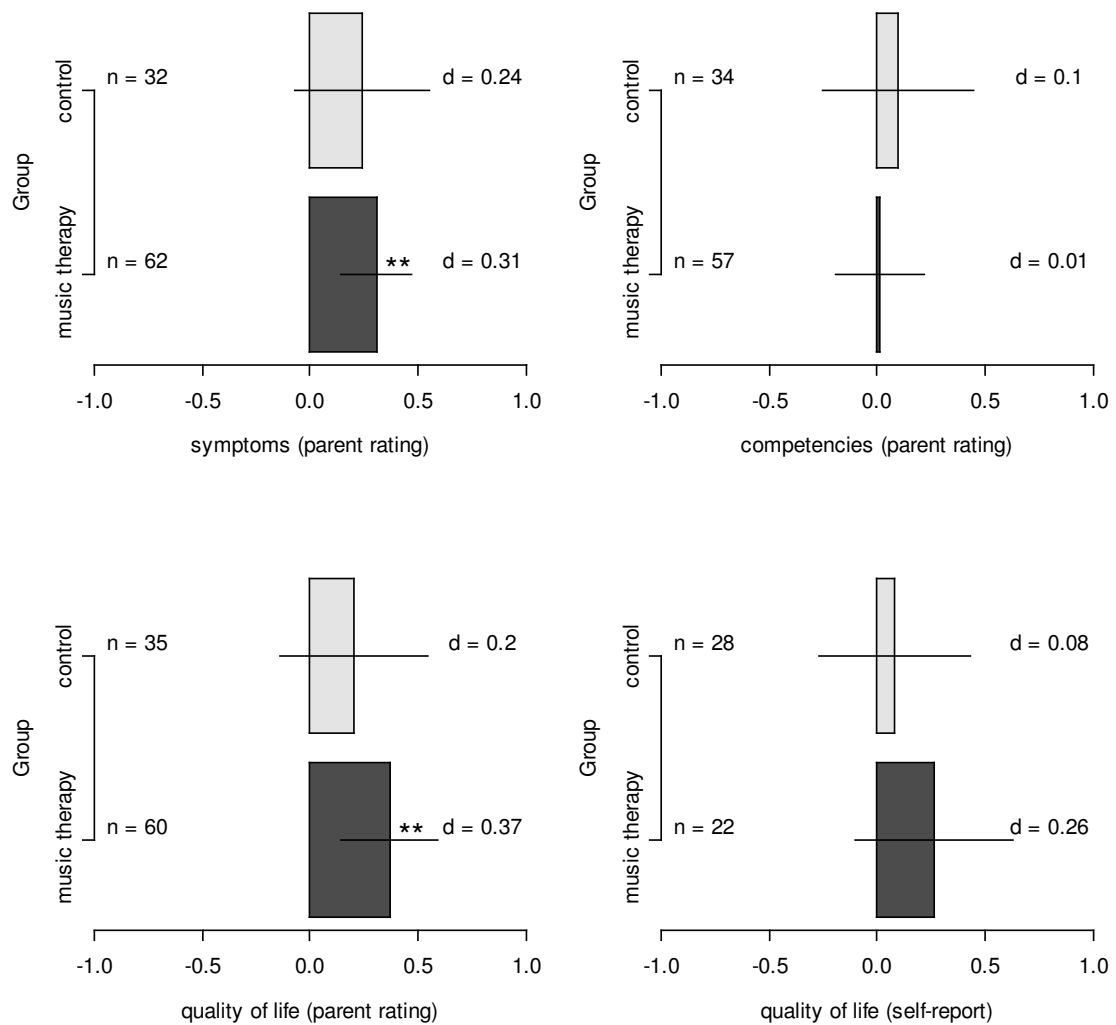 control
n = 32
d = 0.24
Group
music therapy
n = 62
**
d = 0.31
-1.0 -0.5 0.0 0.5 1.0
symptoms (parent rating)
control
n = 34
d = 0.1
Group
music therapy
n = 57
d = 0.01
-1.0 -0.5 0.0 0.5 1.0
competencies (parent rating)
control
n = 35
d = 0.2
Group
music therapy
n = 60
**
d = 0.37
-1.0 -0.5 0.0 0.5 1.0
quality of life (parent rating)
control
n = 28
d = 0.08
Group
music therapy
n = 22
d = 0.26
-1.0 -0.5 0.0 0.5 1.0
quality of life (self-report)